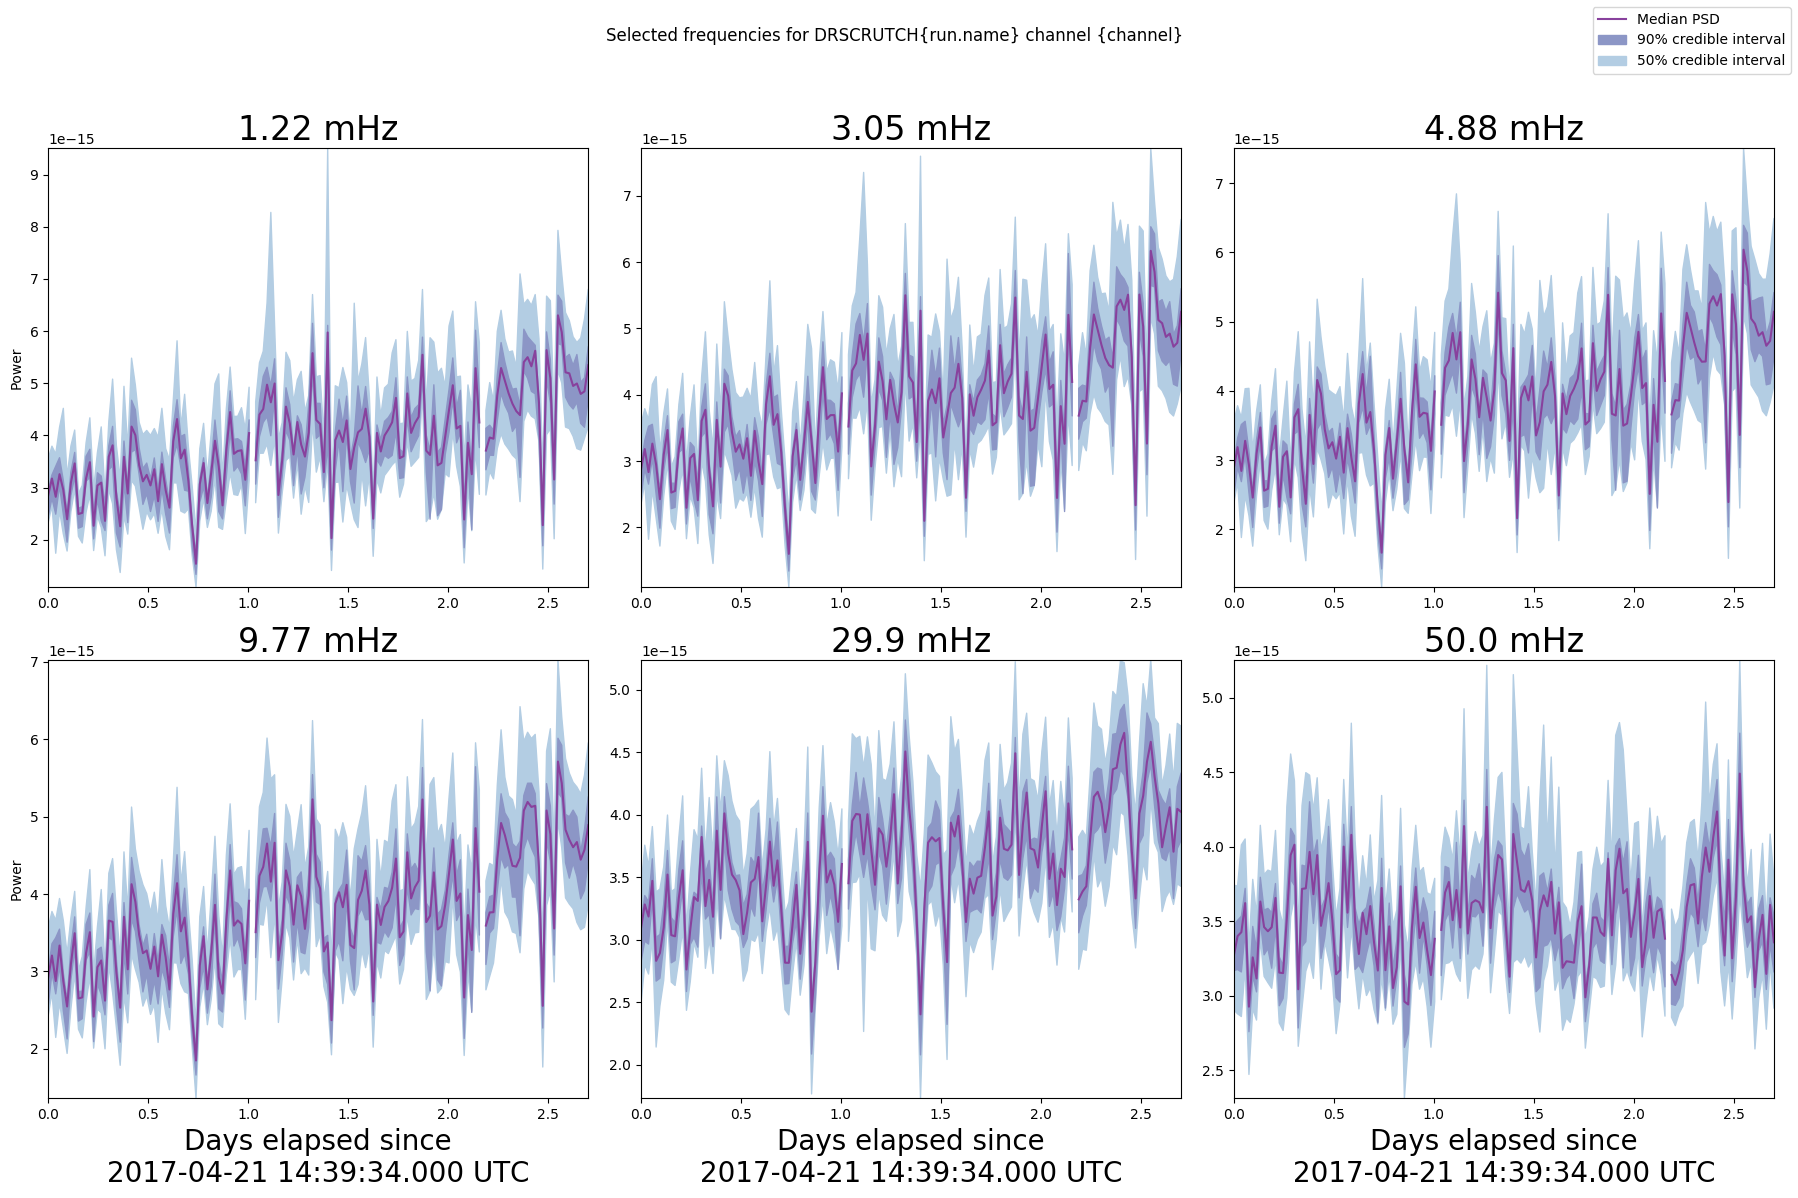 Selected frequencies for DRSCRUTCH{run.name} channel {channel}
Median PSD
90% credible interval
50% credible interval
1.22 mHz
3.05 mHz
4.88 mHz
1e−15
1e−15
1e−15
Power
9
8
7
6
5
4
3
2
0.0 0.5 1.0 1.5 2.0 2.5
7
6
5
4
3
2
0.0 0.5 1.0 1.5 2.0 2.5
7
6
5
4
3
2
0.0 0.5 1.0 1.5 2.0 2.5
9.77 mHz
29.9 mHz
50.0 mHz
1e−15
1e−15
1e−15
Power
7
6
5
4
3
2
0.0 0.5 1.0 1.5 2.0 2.5
Days elapsed since
2017-04-21 14:39:34.000 UTC
5.0
4.5
4.0
3.5
3.0
2.5
2.0
0.0 0.5 1.0 1.5 2.0 2.5
Days elapsed since
2017-04-21 14:39:34.000 UTC
5.0
4.5
4.0
3.5
3.0
2.5
0.0 0.5 1.0 1.5 2.0 2.5
Days elapsed since
2017-04-21 14:39:34.000 UTC